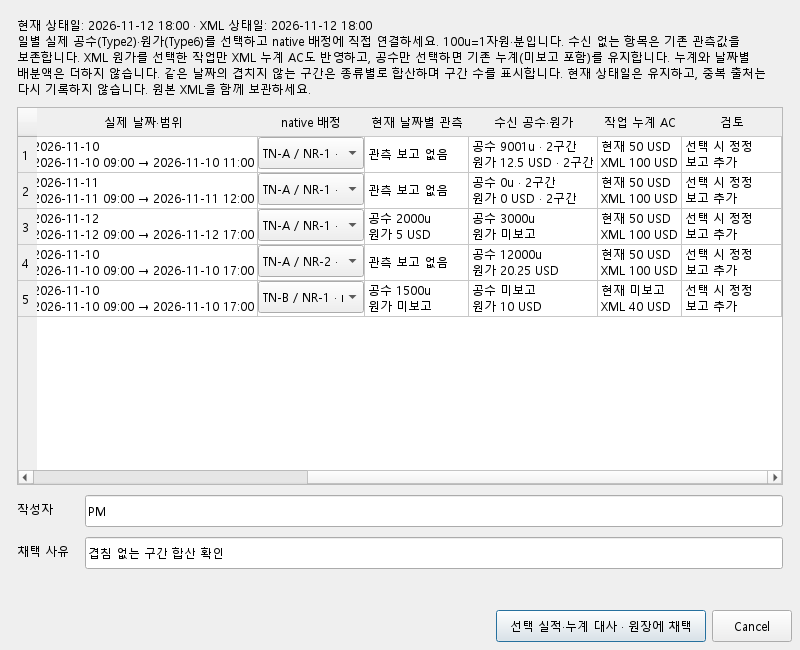 현재 상태일: 2026-11-12 18:00 · XML 상태일: 2026-11-12 18:00
일별 실제 공수(Type2)·원가(Type6)를 선택하고 native 배정에 직접 연결하세요. 100u=1자원·분입니다. 수신 없는 항목은 기존 관측값을
보존합니다. XML 원가를 선택한 작업만 XML 누계 AC도 반영하고, 공수만 선택하면 기존 누계(미보고 포함)를 유지합니다. 누계와 날짜별
배분액은 더하지 않습니다. 같은 날짜의 겹치지 않는 구간은 종류별로 합산하며 구간 수를 표시합니다. 현재 상태일은 유지하고, 중복 출처는
다시 기록하지 않습니다. 원본 XML을 함께 보관하세요.
실제 날짜·범위 native 배정 현재 날짜별 관측 수신 공수·원가 작업 누계 AC 검토
1 2026-11-10 TN-A / NR-1 · 관측 보고 없음 공수 9001u · 2구간 현재 50 USD 선택 시 정정
2026-11-10 09:00 → 2026-11-10 11:00 원가 12.5 USD · 2구간 XML 100 USD 보고 추가
2 2026-11-11 TN-A / NR-1 · 관측 보고 없음 공수 0u · 2구간 현재 50 USD 선택 시 정정
2026-11-11 09:00 → 2026-11-11 12:00 원가 0 USD · 2구간 XML 100 USD 보고 추가
3 2026-11-12 TN-A / NR-1 · 공수 2000u 공수 3000u 현재 50 USD 선택 시 정정
2026-11-12 09:00 → 2026-11-12 17:00 원가 5 USD 원가 미보고 XML 100 USD 보고 추가
4 2026-11-10 TN-A / NR-2 · 관측 보고 없음 공수 12000u 현재 50 USD 선택 시 정정
2026-11-10 09:00 → 2026-11-10 17:00 원가 20.25 USD XML 100 USD 보고 추가
5 2026-11-10 TN-B / NR-1 · 공수 1500u 공수 미보고 현재 미보고 선택 시 정정
2026-11-10 09:00 → 2026-11-10 17:00 원가 미보고 원가 10 USD XML 40 USD 보고 추가
작성자 PM
채택 사유 겹침 없는 구간 합산 확인
선택 실적·누계 대사 · 원장에 채택 Cancel